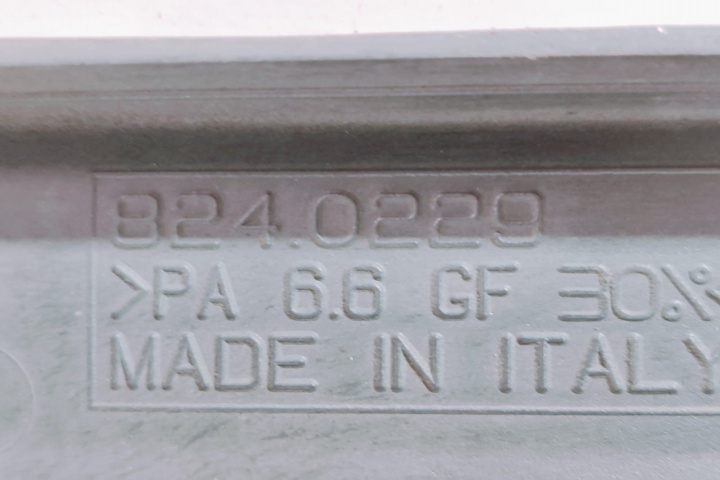 824.0229
>PA 6.6 GF 30%<
MADE IN ITALY